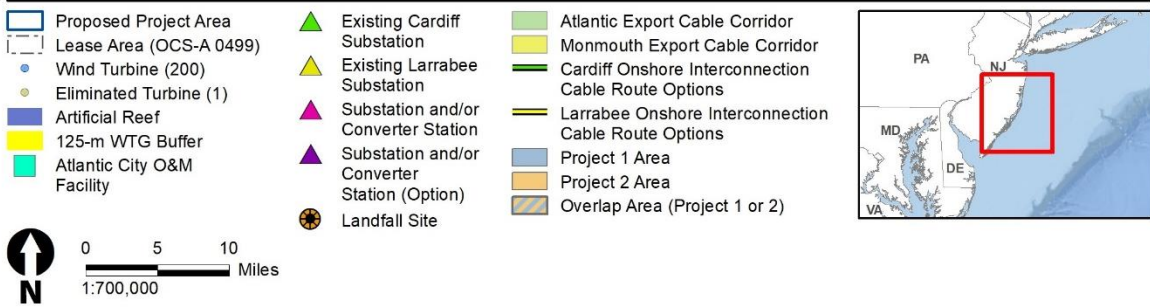 Proposed Project Area
Lease Area (OCS-A 0499)
Wind Turbine (200)
Eliminated Turbine (1)
Artificial Reef
125-m WTG Buffer
Atlantic City O&M
Facility
Existing Cardiff
Substation
Existing Larrabee
Substation
Substation and/or
Converter Station
Substation and/or
Converter
Station (Option)
Landfall Site
Atlantic Export Cable Corridor
Monmouth Export Cable Corridor
Cardiff Onshore Interconnection
Cable Route Options
Larrabee Onshore Interconnection
Cable Route Options
Project 1 Area
Project 2 Area
Overlap Area (Project 1 or 2)
PA
NJ
MD
DE
VA
N
0 5 10
Miles
1:700,000